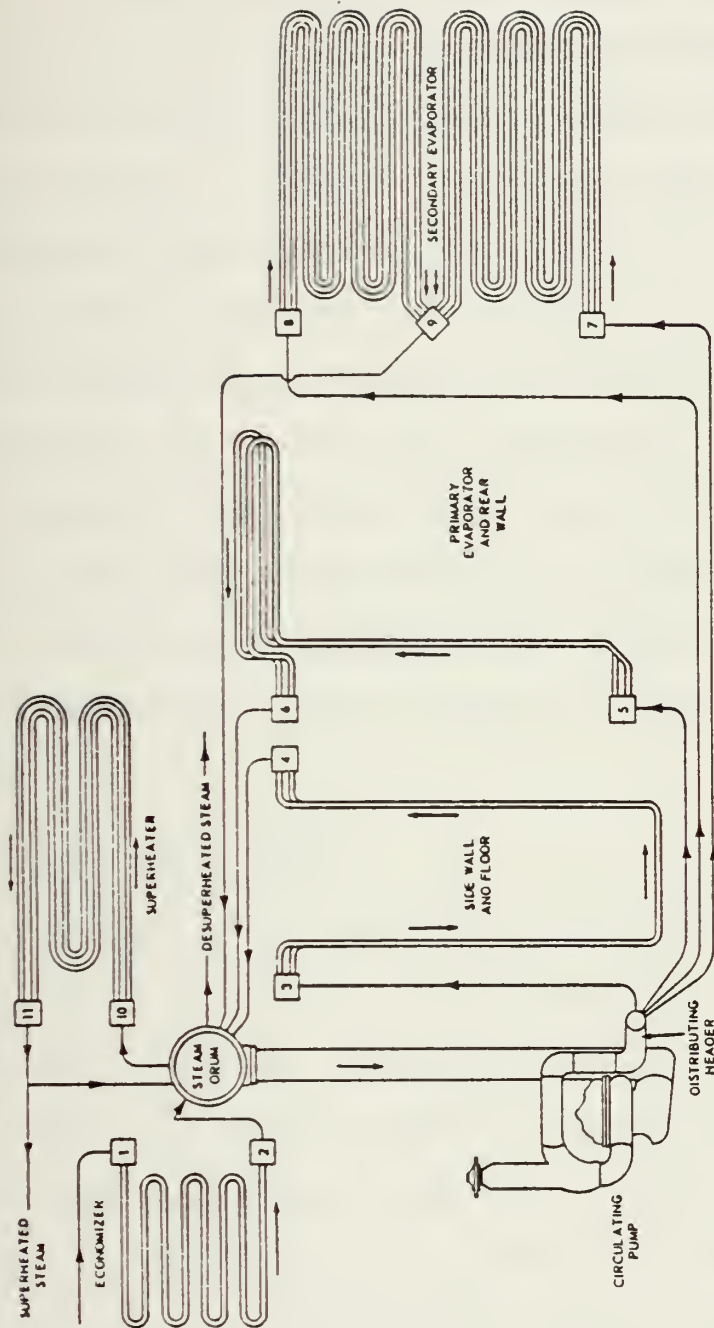 SUPERHEATED
STEAM
ECONOMIZER
1
2
11
10
SUPERHEATER
STEAM
DRUM
DESUPERHEATED STEAM
3
4
SIDE WALL
AND FLOOR
6
5
PRIMARY
EVAPORATOR
AND REAR
WALL
8
9
7
SECONDARY EVAPORATOR
CIRCULATING
PUMP
DISTRIBUTING
HEADER